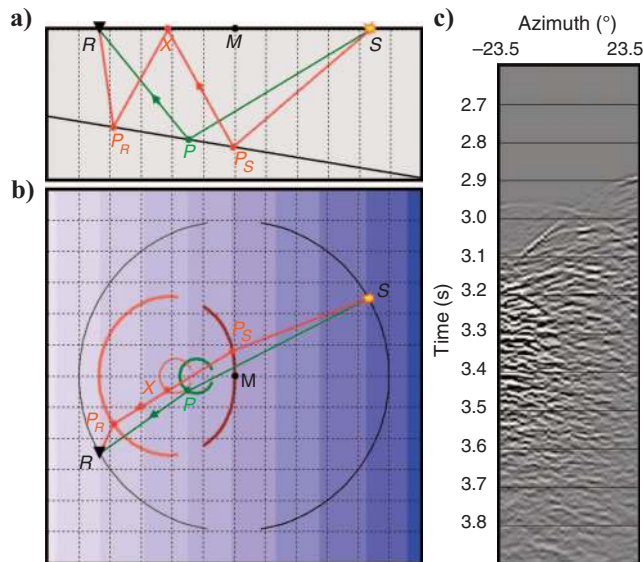 a)
R
X
M
S
P_R
P
P_S
b)
S
P_S
X
M
P
P_R
R
c)
Azimuth (°)
–23.5 23.5
Time (s)
2.7
2.8
2.9
3.0
3.1
3.2
3.3
3.4
3.5
3.6
3.7
3.8